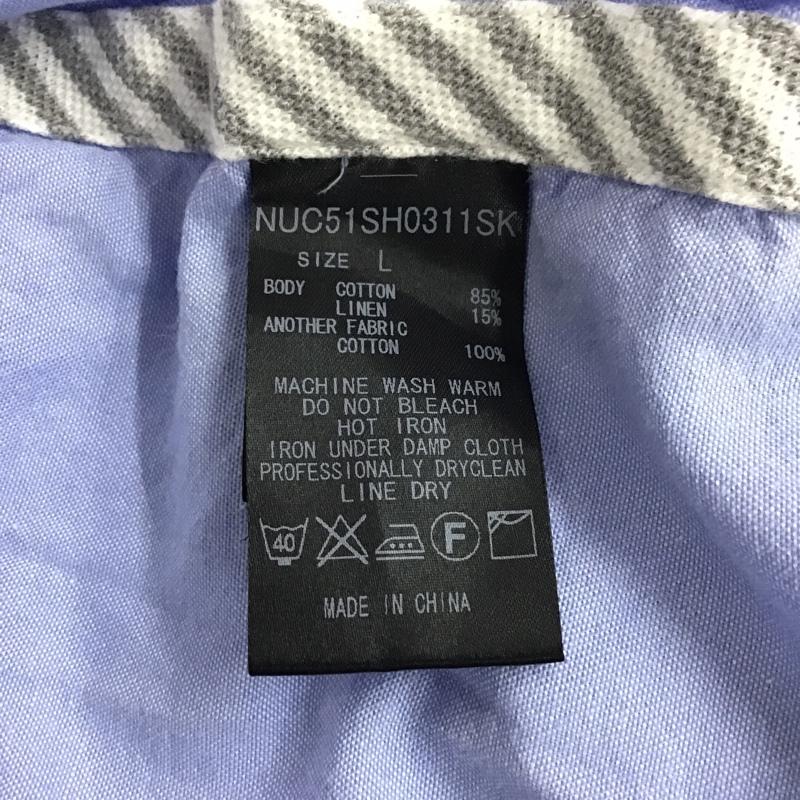 NUC51SH0311SK
SIZE L
BODY COTTON 85%
LINEN 15%
ANOTHER FABRIC
COTTON 100%
MACHINE WASH WARM
DO NOT BLEACH
HOT IRON
IRON UNDER DAMP CLOTH
PROFESSIONALLY DRYCLEAN
LINE DRY
40 F
MADE IN CHINA